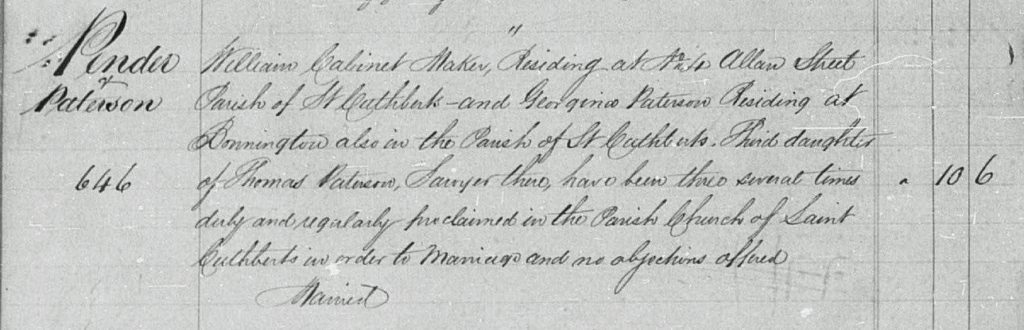 Pender
&
Paterson
646
"
William Cabinet Maker, Residing at No. 4 Allan Street
Parish of St Cuthberts - and Georgina Paterson Residing at
Bonnington also in the Parish of St Cuthberts. Third daughter
of Thomas Paterson, Sawyer there, have been three several times
duly and regularly proclaimed in the Parish Church of Saint
Cuthberts in order to Marriage and no objections offered
Married
" 10 6